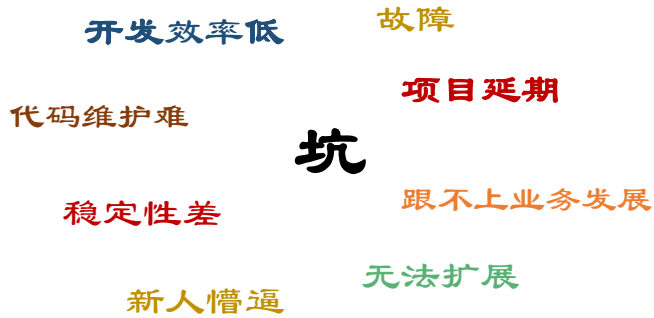 故障
开发效率低
项目延期
代码维护难
坑
跟不上业务发展
稳定性差
无法扩展
新人懵逼